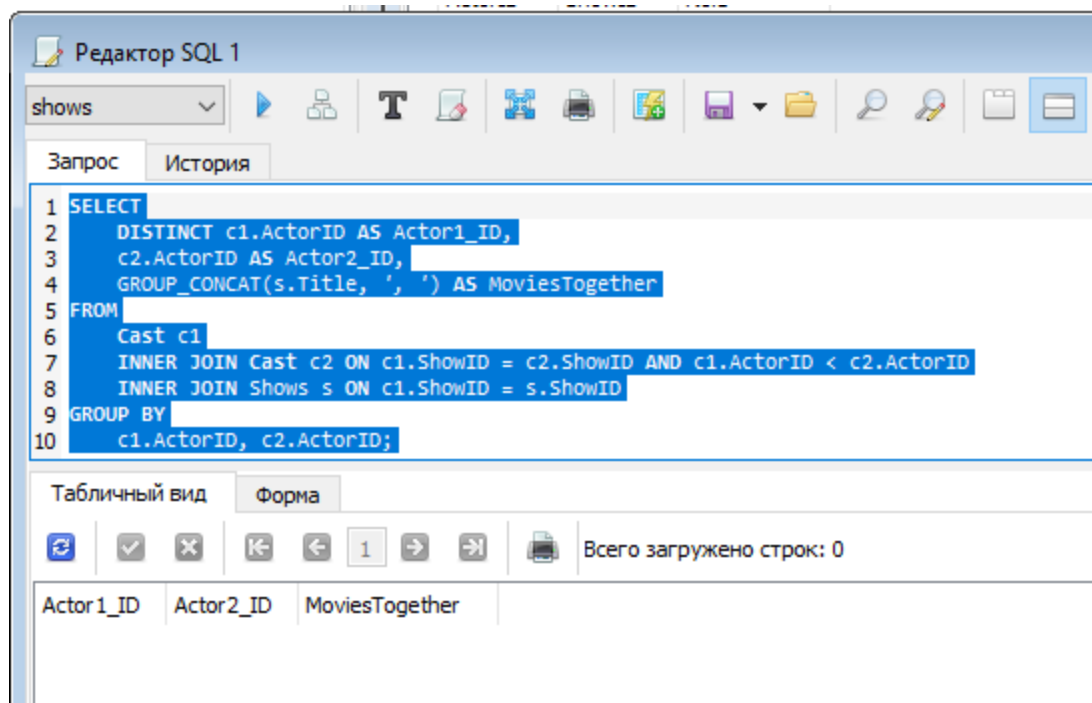 Редактор SQL 1
shows
T
Запрос История
1 SELECT
2 DISTINCT c1.ActorID AS Actor1_ID,
3 c2.ActorID AS Actor2_ID,
4 GROUP_CONCAT(s.Title, ', ') AS MoviesTogether
5 FROM
6 Cast c1
7 INNER JOIN Cast c2 ON c1.ShowID = c2.ShowID AND c1.ActorID < c2.ActorID
8 INNER JOIN Shows s ON c1.ShowID = s.ShowID
9 GROUP BY
10 c1.ActorID, c2.ActorID;
Табличный вид Форма
1 Всего загружено строк: 0
Actor1_ID Actor2_ID MoviesTogether